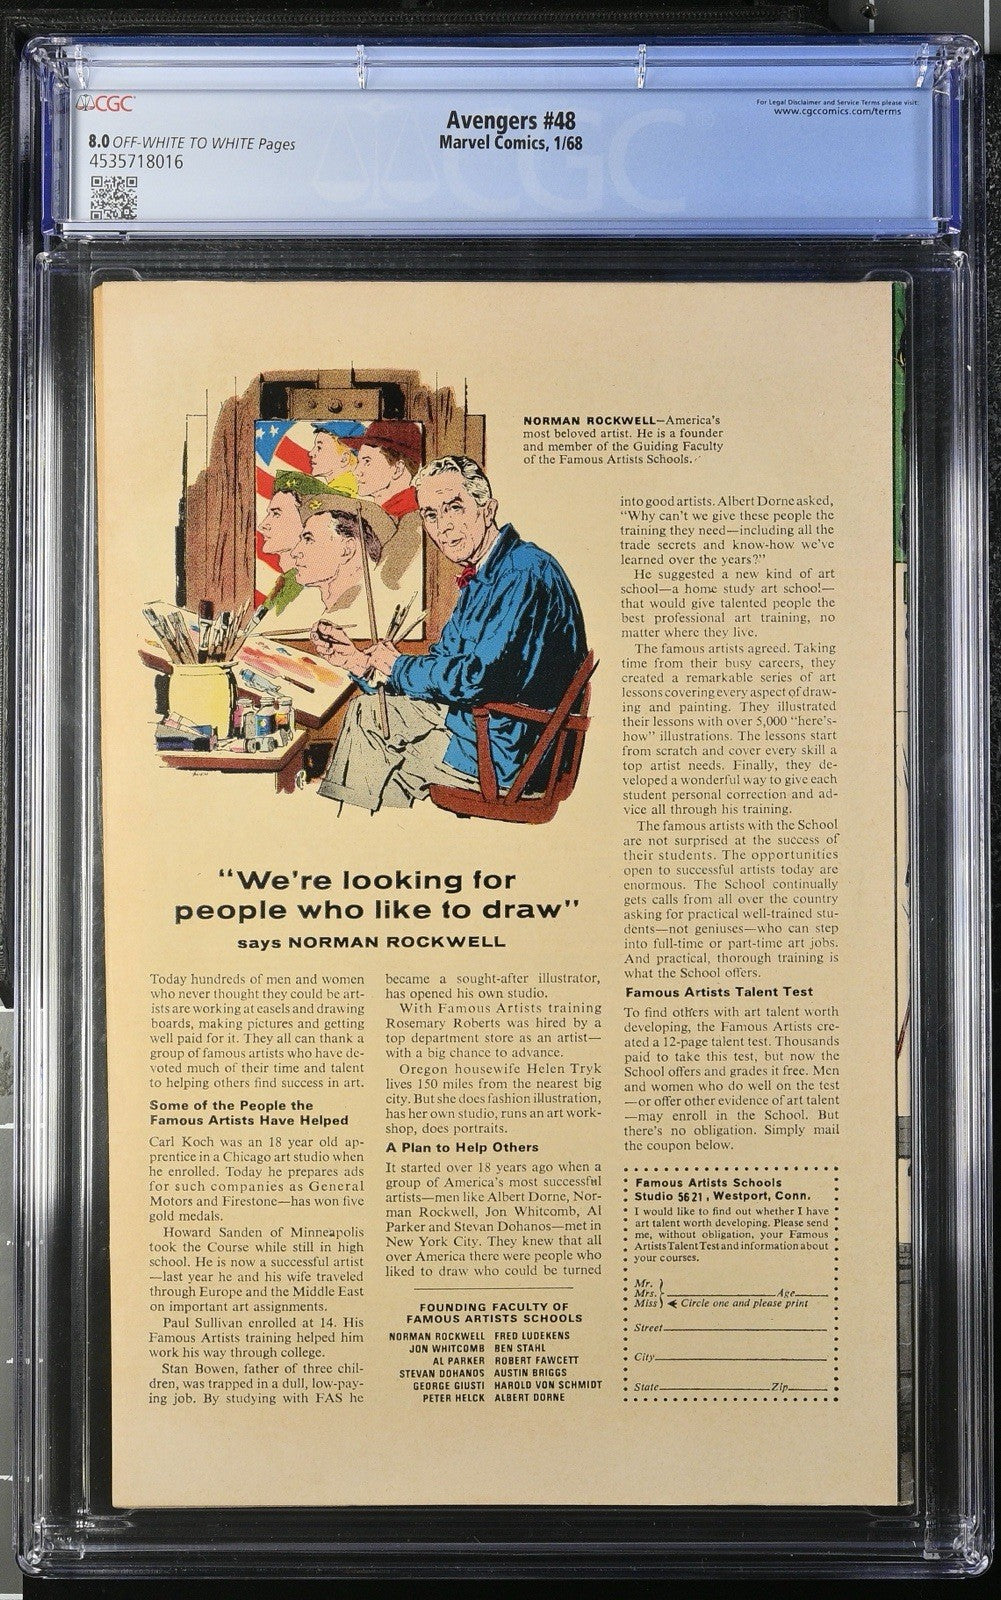 CGC
8.0 OFF-WHITE TO WHITE Pages
4535718016
Avengers #48
Marvel Comics, 1/68
For Legal Disclaimer and Service Terms please visit:
www.cgccomics.com/terms
CGC
NORMAN ROCKWELL—America's
most beloved artist. He is a founder
and member of the Guiding Faculty
of the Famous Artists Schools.
"We're looking for
people who like to draw"
says NORMAN ROCKWELL
Today hundreds of men and women
who never thought they could be art-
ists are working at easels and drawing
boards, making pictures and getting
well paid for it. They all can thank a
group of famous artists who have de-
voted much of their time and talent
to helping others find success in art.
Some of the People the
Famous Artists Have Helped
Carl Koch was an 18 year old ap-
prentice in a Chicago art studio when
he enrolled. Today he prepares ads
for such companies as General
Motors and Firestone—has won five
gold medals.
Howard Sanden of Minneapolis
took the Course while still in high
school. He is now a successful artist
—last year he and his wife traveled
through Europe and the Middle East
on important art assignments.
Paul Sullivan enrolled at 14. His
Famous Artists training helped him
work his way through college.
Stan Bowen, father of three chil-
dren, was trapped in a dull, low-pay-
ing job. By studying with FAS he
became a sought-after illustrator,
has opened his own studio.
With Famous Artists training
Rosemary Roberts was hired by a
top department store as an artist—
with a big chance to advance.
Oregon housewife Helen Tryk
lives 150 miles from the nearest big
city. But she does fashion illustration,
has her own studio, runs an art work-
shop, does portraits.
A Plan to Help Others
It started over 18 years ago when a
group of America's most successful
artists—men like Albert Dorne, Nor-
man Rockwell, Jon Whitcomb, Al
Parker and Stevan Dohanos—met in
New York City. They knew that all
over America there were people who
liked to draw who could be turned
FOUNDING FACULTY OF
FAMOUS ARTISTS SCHOOLS
NORMAN ROCKWELL FRED LUDEKENS
JON WHITCOMB BEN STAHL
AL PARKER ROBERT FAWCETT
STEVAN DOHANOS AUSTIN BRIGGS
GEORGE GIUSTI HAROLD VON SCHMIDT
PETER HELCK ALBERT DORNE
into good artists. Albert Dorne asked,
"Why can't we give these people the
training they need—including all the
trade secrets and know-how we've
learned over the years?"
He suggested a new kind of art
school—a home study art school—
that would give talented people the
best professional art training, no
matter where they live.
The famous artists agreed. Taking
time from their busy careers, they
created a remarkable series of art
lessons covering every aspect of draw-
ing and painting. They illustrated
their lessons with over 5,000 "here's-
how" illustrations. The lessons start
from scratch and cover every skill a
top artist needs. Finally, they de-
veloped a wonderful way to give each
student personal correction and ad-
vice all through his training.
The famous artists with the School
are not surprised at the success of
their students. The opportunities
open to successful artists today are
enormous. The School continually
gets calls from all over the country
asking for practical well-trained stu-
dents—not geniuses—who can step
into full-time or part-time art jobs.
And practical, thorough training is
what the School offers.
Famous Artists Talent Test
To find others with art talent worth
developing, the Famous Artists cre-
ated a 12-page talent test. Thousands
paid to take this test, but now the
School offers and grades it free. Men
and women who do well on the test
—or offer other evidence of art talent
—may enroll in the School. But
there's no obligation. Simply mail
the coupon below.
Famous Artists Schools
Studio 5621, Westport, Conn.
I would like to find out whether I have
art talent worth developing. Please send
me, without obligation, your Famous
Artists Talent Test and information about
your courses.
Mr.
Mrs. Age
Miss Circle one and please print
Street
City
State Zip